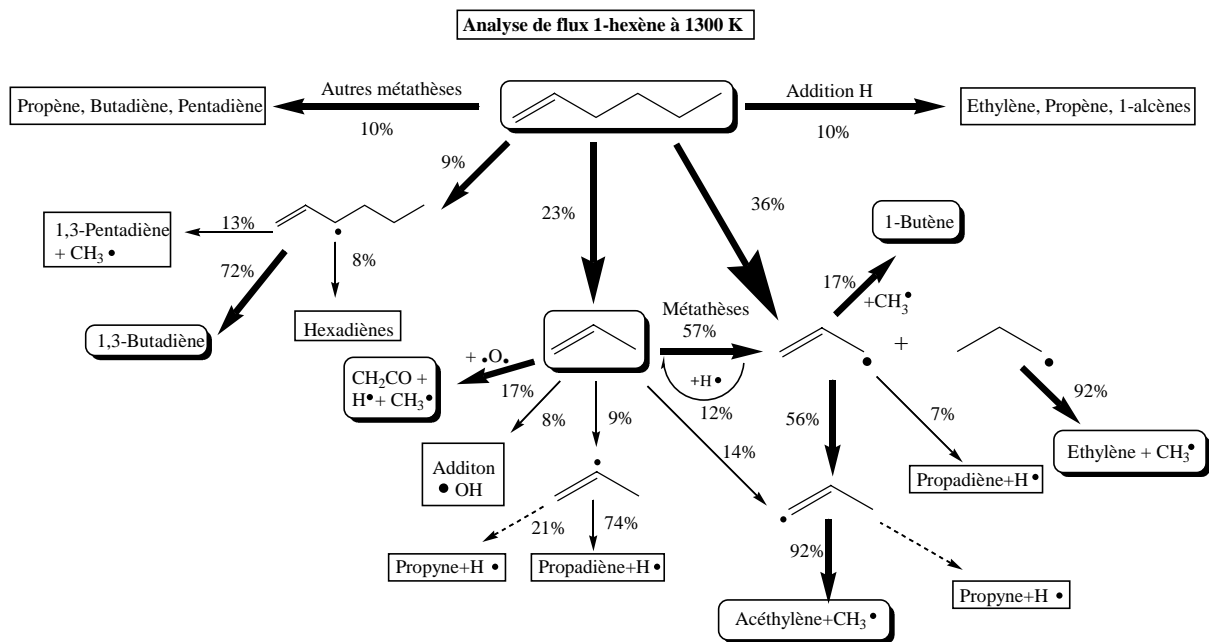 Analyse de flux 1-hexène à 1300 K
Autres métathèses
Propène, Butadiène, Pentadiène
10%
Addition H
10%
Ethylène, Propène, 1-alcènes
9%
23%
36%
1,3-Pentadiène
+ CH3•
13%
72%
8%
1,3-Butadiène
Hexadiènes
1-Butène
17%
+CH3•
Métathèses
57%
+
+H•
12%
+ •O•
17%
CH2CO +
H•+ CH3•
8%
9%
14%
56%
7%
92%
Additon
• OH
Propadiène+H•
Ethylène + CH3•
21%
74%
92%
Propyne+H •
Propadiène+H•
Acéthylène+CH3•
Propyne+H •